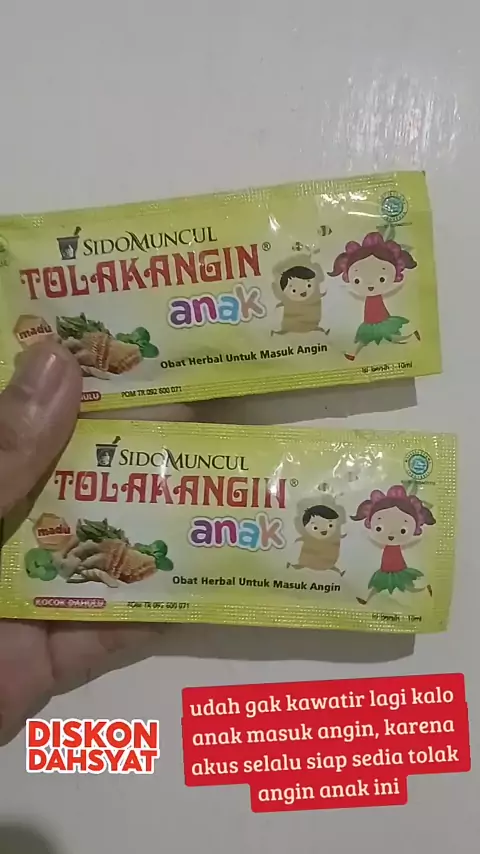 SIDOMUNCUL
TOLAKANGIN®
anak
madu
Obat Herbal Untuk Masuk Angin
POM TR 092 600 071
SIDOMUNCUL
TOLAKANGIN®
anak
madu
Obat Herbal Untuk Masuk Angin
KOCOK DAHULU
POM TR 092 600 071
DISKON
DAHSYAT
udah gak kawatir lagi kalo
anak masuk angin, karena
akus selalu siap sedia tolak
angin anak ini